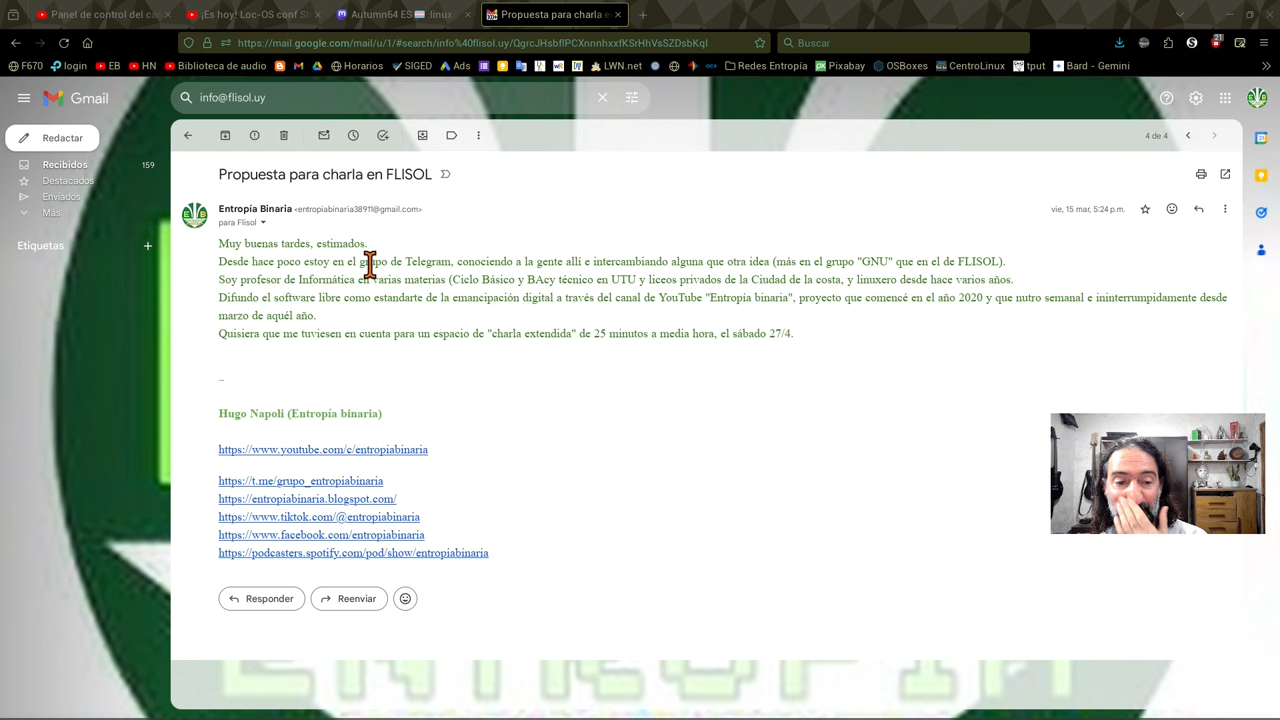 Panel de control del ca
¡Es hoy! Loc-OS conf S
Autumn64 ES :linux
Propuesta para charla e
https://mail.google.com/mail/u/1/#search/info%40flisol.uy/QgrcJHsbflPCXnnnhxxfKSrHhVsSZDsbKql
Buscar
21
F670
login
EB
HN
Biblioteca de audio
Horarios
SIGED
Ads
LWN.net
Redes Entropía
Pixabay
OSBoxes
CentroLinux
tput
Bard - Gemini
Gmail
info@flisol.uy
Redactar
4 de 4
Recibidos 159
Destacados
Enviados
Más
Etiquetas
Propuesta para charla en FLISOL
Entropía Binaria <entropiabinaria38911@gmail.com>
vie, 15 mar, 5:24 p.m.
para Flisol
Muy buenas tardes, estimados.
Desde hace poco estoy en el grupo de Telegram, conociendo a la gente allí e intercambiando alguna que otra idea (más en el grupo "GNU" que en el de FLISOL).
Soy profesor de Informática en varias materias (Ciclo Básico y BAcy técnico en UTU y liceos privados de la Ciudad de la costa, y linuxero desde hace varios años.
Difundo el software libre como estandarte de la emancipación digital a través del canal de YouTube "Entropía binaria", proyecto que comencé en el año 2020 y que nutro semanal e ininterrumpidamente desde
marzo de aquél año.
Quisiera que me tuviesen en cuenta para un espacio de "charla extendida" de 25 minutos a media hora, el sábado 27/4.
--
Hugo Napoli (Entropía binaria)
https://www.youtube.com/c/entropiabinaria
https://t.me/grupo_entropiabinaria
https://entropiabinaria.blogspot.com/
https://www.tiktok.com/@entropiabinaria
https://www.facebook.com/entropiabinaria
https://podcasters.spotify.com/pod/show/entropiabinaria
Responder
Reenviar